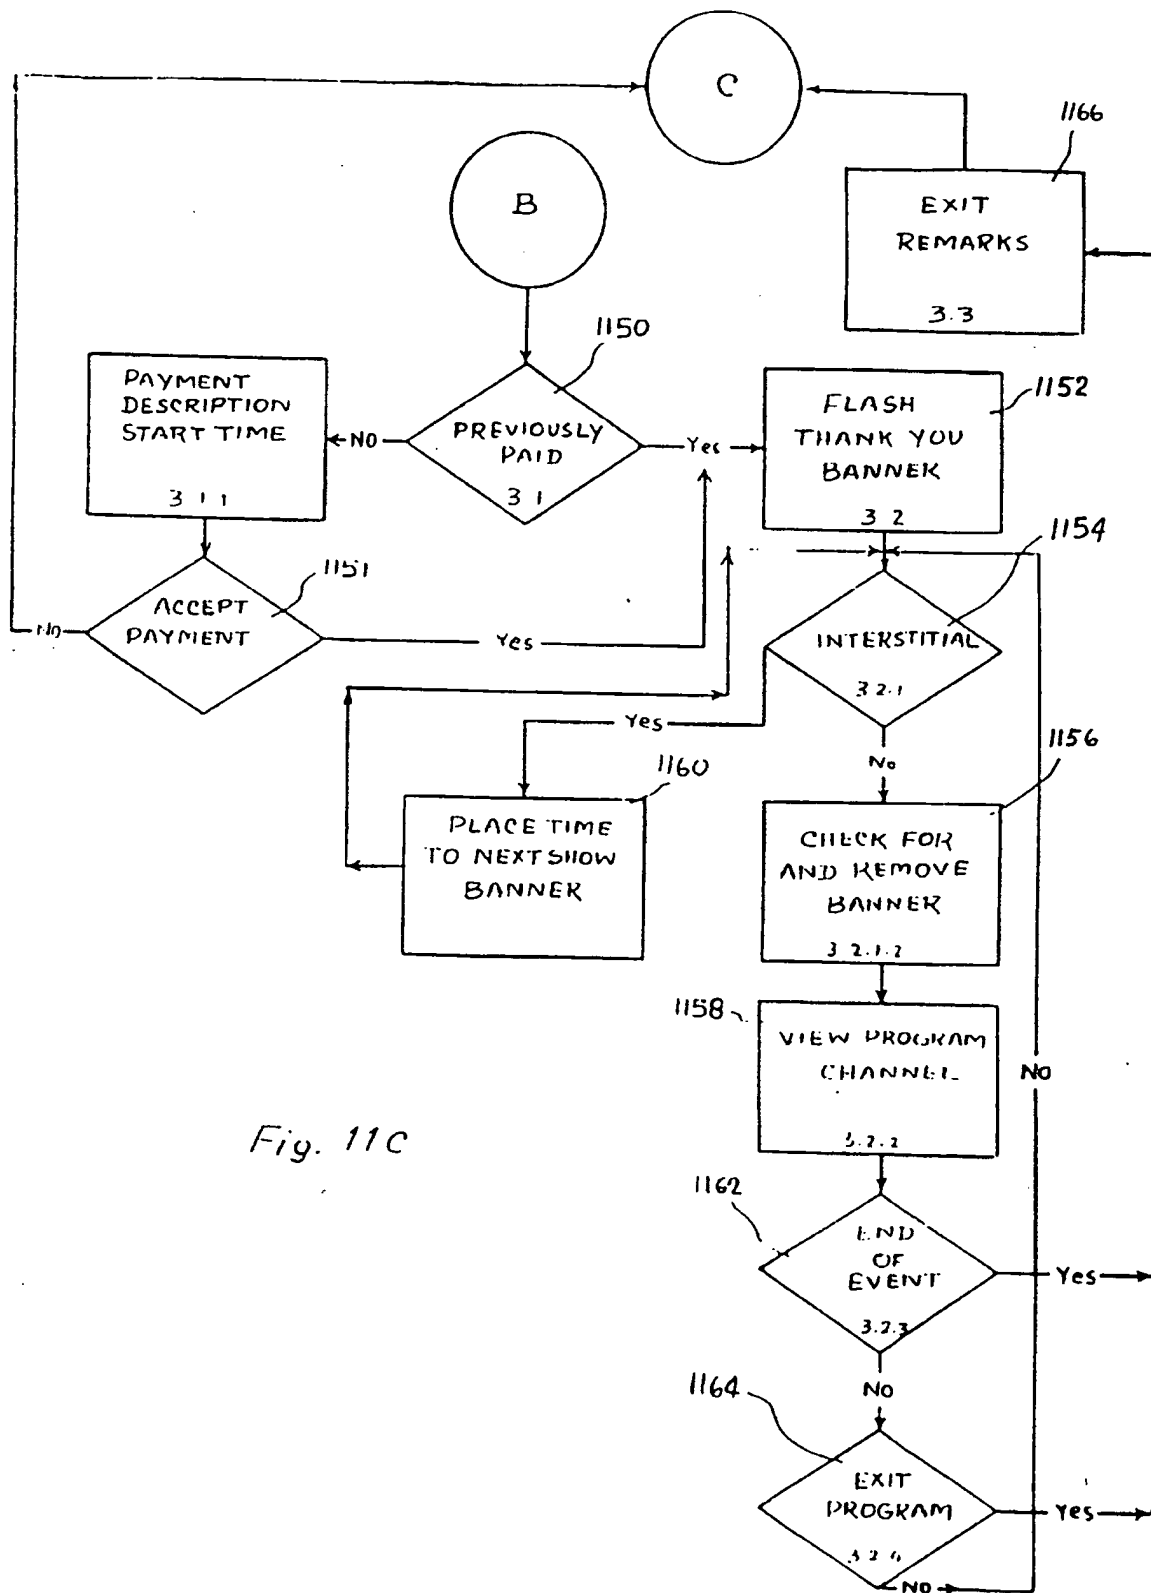 C
1166
EXIT
REMARKS
3.3
B
1150
PREVIOUSLY
PAID
3 1
NO
Yes
PAYMENT
DESCRIPTION
START TIME
3 1 1
1152
FLASH
THANK YOU
BANNER
3 2
1151
ACCEPT
PAYMENT
No
Yes
1154
INTERSTITIAL
3 2 1
Yes
No
1160
PLACE TIME
TO NEXT SHOW
BANNER
1156
CHECK FOR
AND REMOVE
BANNER
3 2.1.2
1158
VIEW PROGRAM
CHANNEL
3.2.2
NO
Fig. 11C
1162
END
OF
EVENT
3.2.3
Yes
NO
1164
EXIT
PROGRAM
3 2 4
Yes
NO